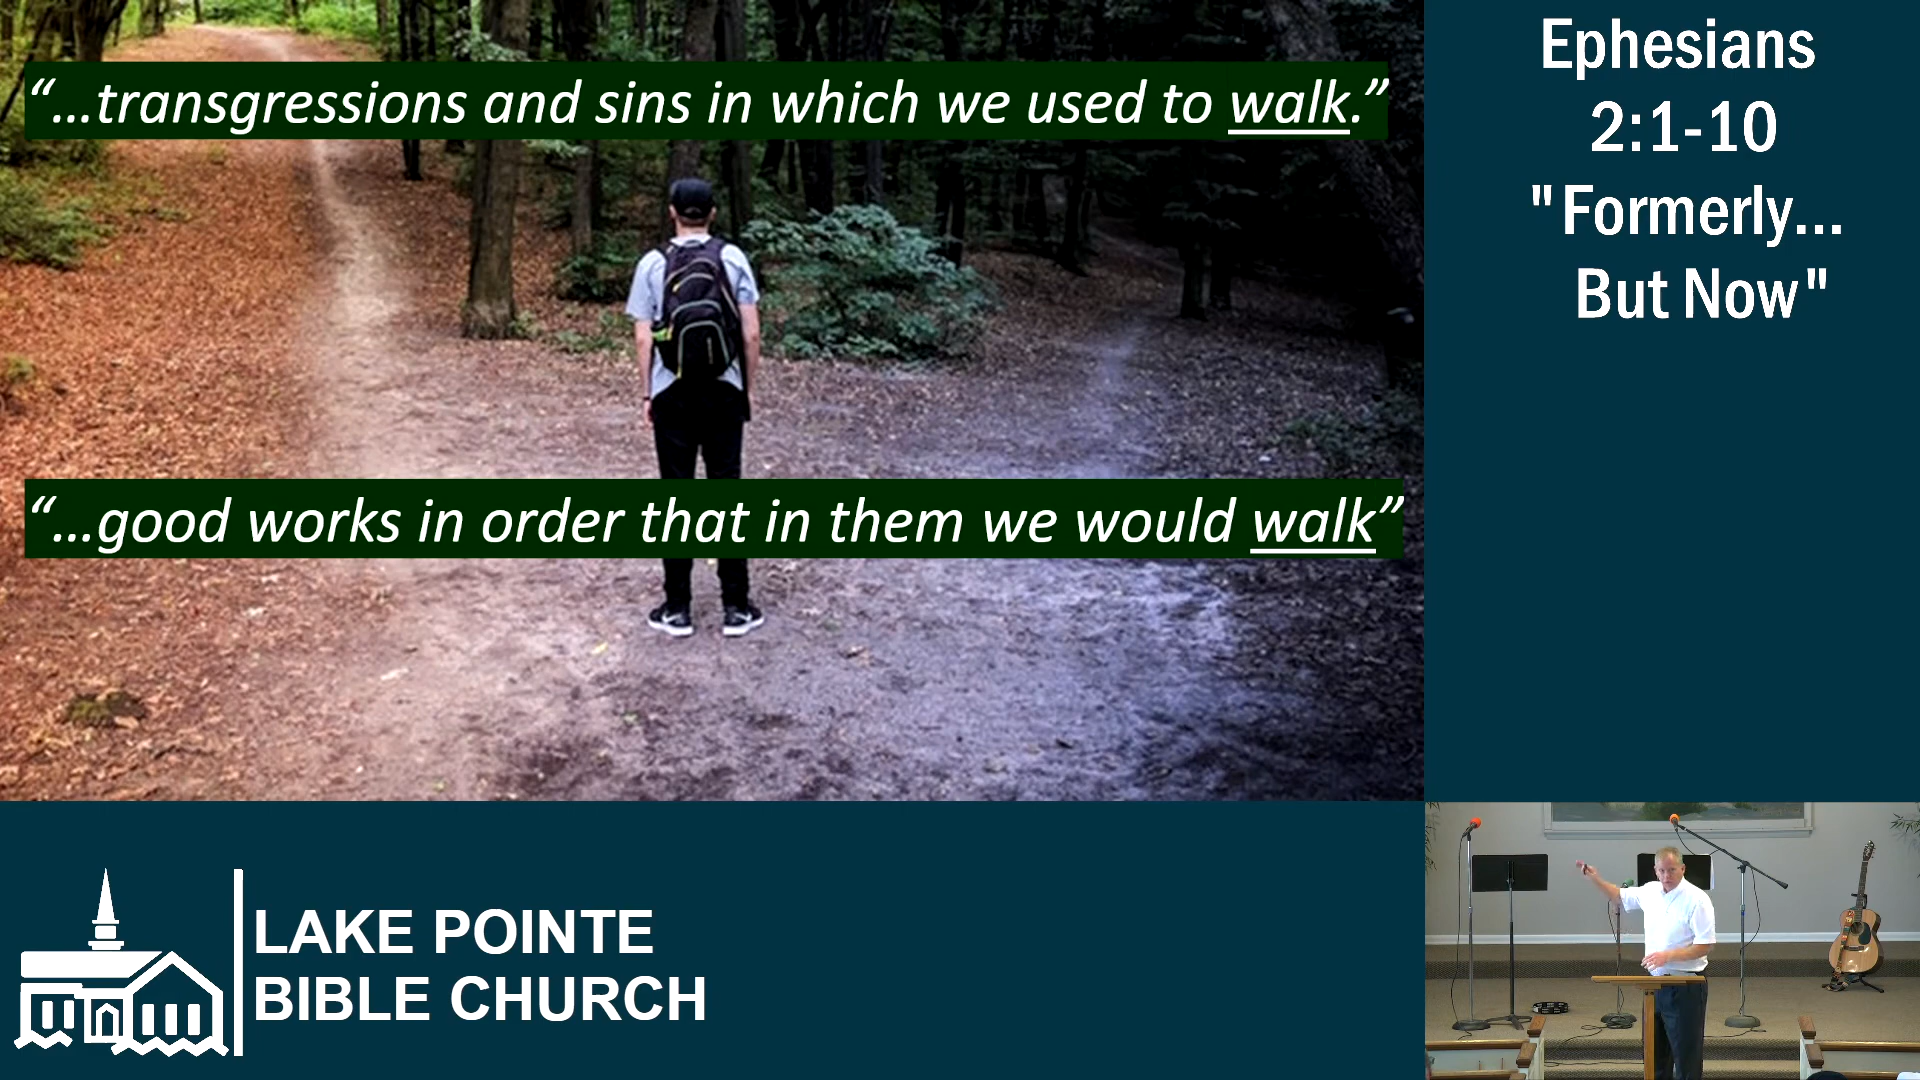 “...transgressions and sins in which we used to walk.”
“...good works in order that in them we would walk”
Ephesians
2:1-10
"Formerly...
But Now"
LAKE POINTE
BIBLE CHURCH